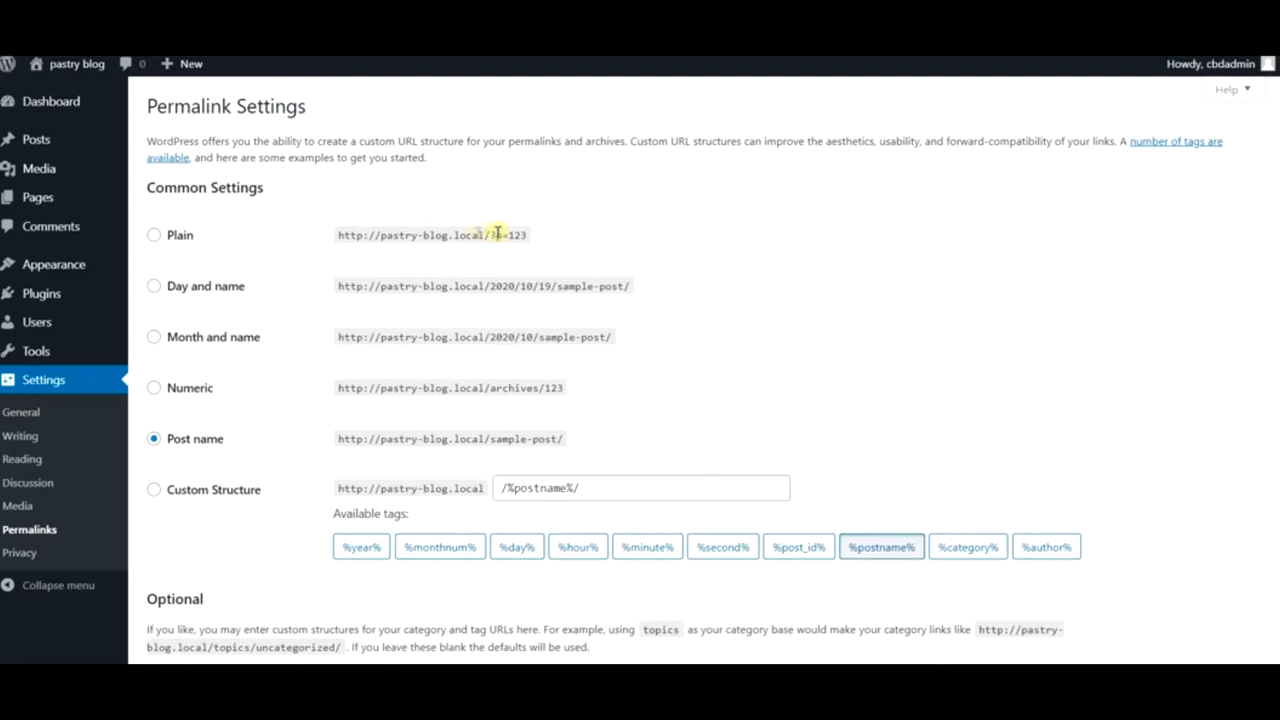 pastry blog 0 New Howdy, cbdadmin
Help
Dashboard
Posts
Media
Pages
Comments
Appearance
Plugins
Users
Tools
Settings
General
Writing
Reading
Discussion
Media
Permalinks
Privacy
Collapse menu
Permalink Settings
WordPress offers you the ability to create a custom URL structure for your permalinks and archives. Custom URL structures can improve the aesthetics, usability, and forward-compatibility of your links. A number of tags are
available, and here are some examples to get you started.
Common Settings
Plain http://pastry-blog.local/?
=123
Day and name http://pastry-blog.local/2020/10/19/sample-post/
Month and name http://pastry-blog.local/2020/10/sample-post/
Numeric http://pastry-blog.local/archives/123
Post name http://pastry-blog.local/sample-post/
Custom Structure http://pastry-blog.local /%postname%/
Available tags:
%year% %monthnum% %day% %hour% %minute% %second% %post_id% %postname% %category% %author%
Optional
If you like, you may enter custom structures for your category and tag URLs here. For example, using topics as your category base would make your category links like http://pastry-
blog.local/topics/uncategorized/ . If you leave these blank the defaults will be used.